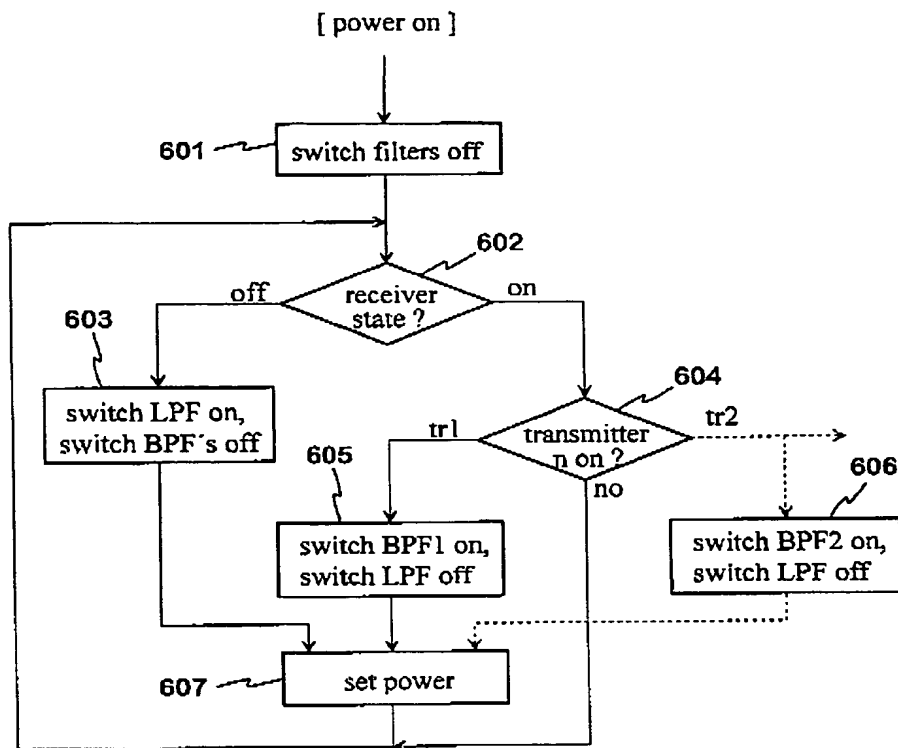 [ power on ]
601
switch filters off
602
off
receiver
state ?
on
603
switch LPF on,
switch BPF´s off
604
tr1
transmitter
n on ?
tr2
no
605
switch BPF1 on,
switch LPF off
606
switch BPF2 on,
switch LPF off
607
set power